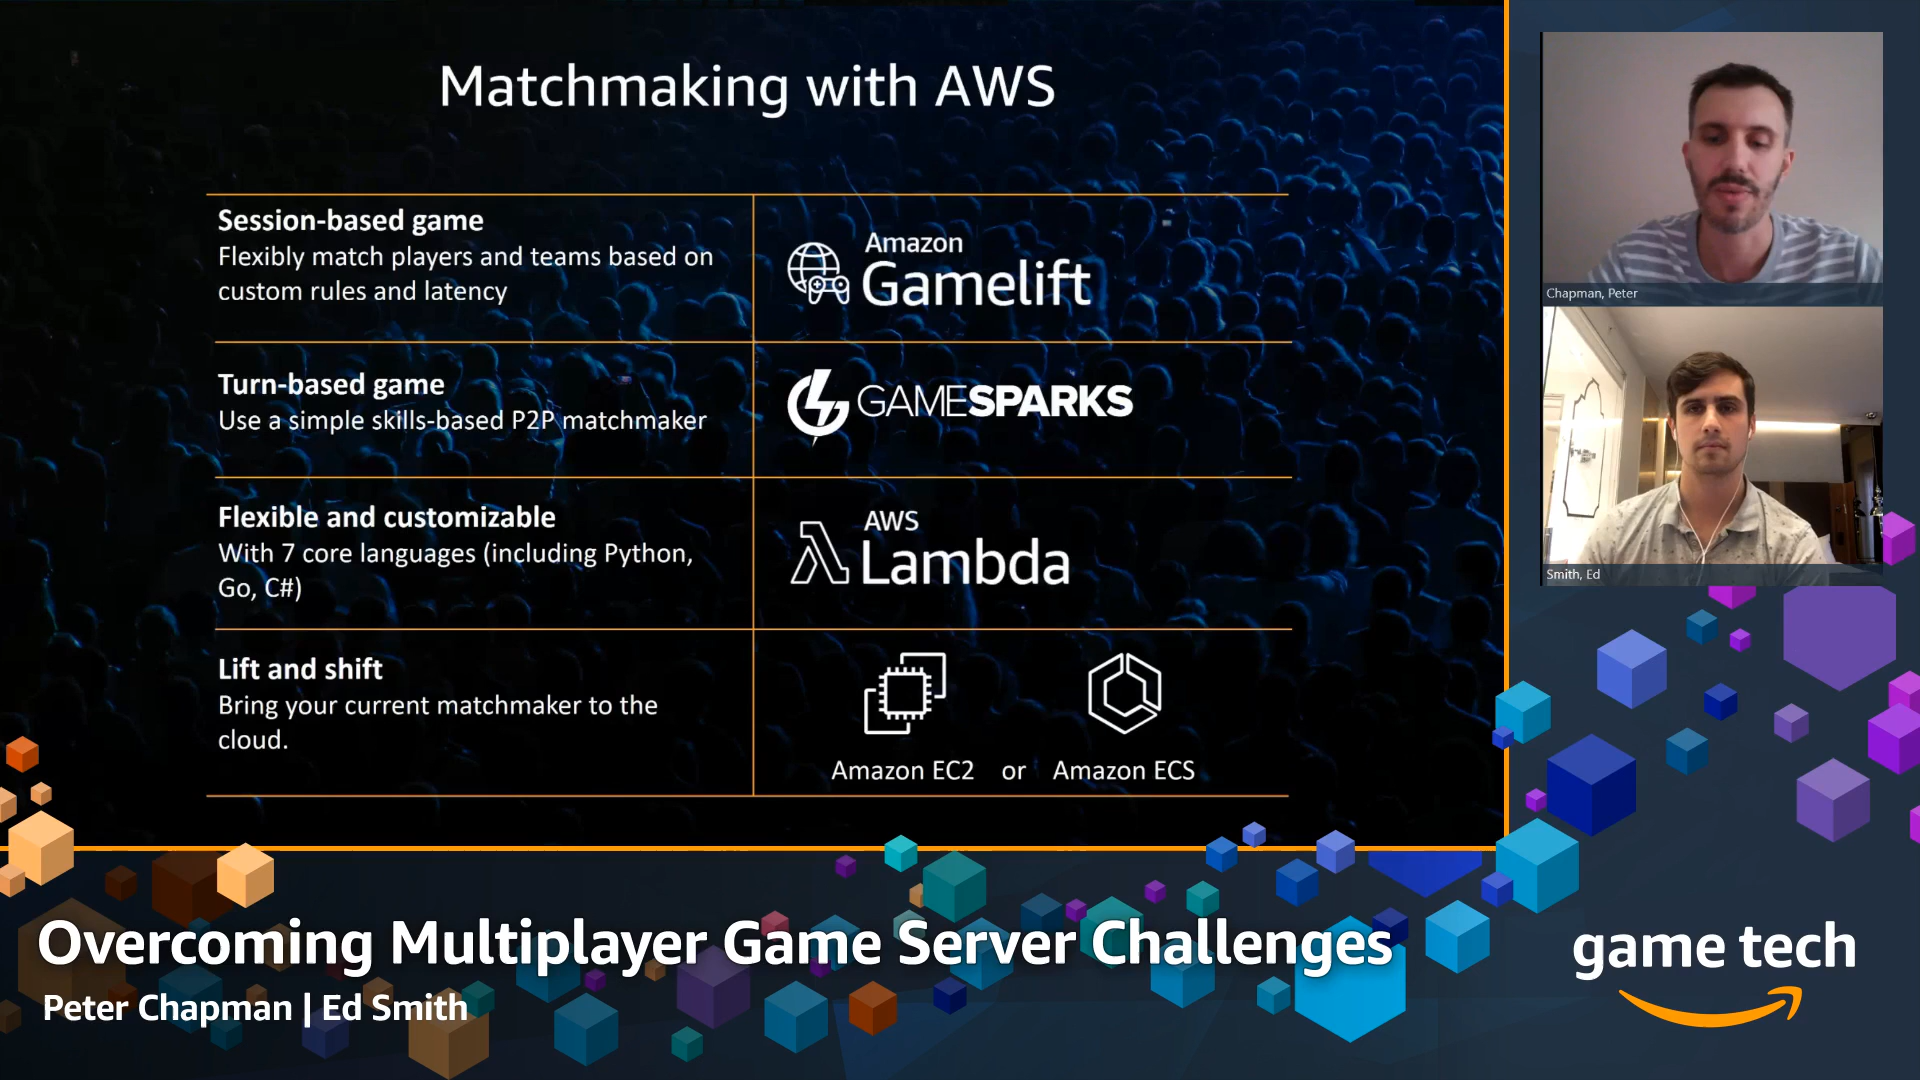 Matchmaking with AWS
Session-based game
Flexibly match players and teams based on
custom rules and latency
Amazon
Gamelift
Turn-based game
Use a simple skills-based P2P matchmaker
GAMESPARKS
Flexible and customizable
With 7 core languages (including Python,
Go, C#)
AWS
Lambda
Lift and shift
Bring your current matchmaker to the
cloud.
Amazon EC2 or Amazon ECS
Chapman, Peter
Smith, Ed
Overcoming Multiplayer Game Server Challenges
Peter Chapman | Ed Smith
game tech